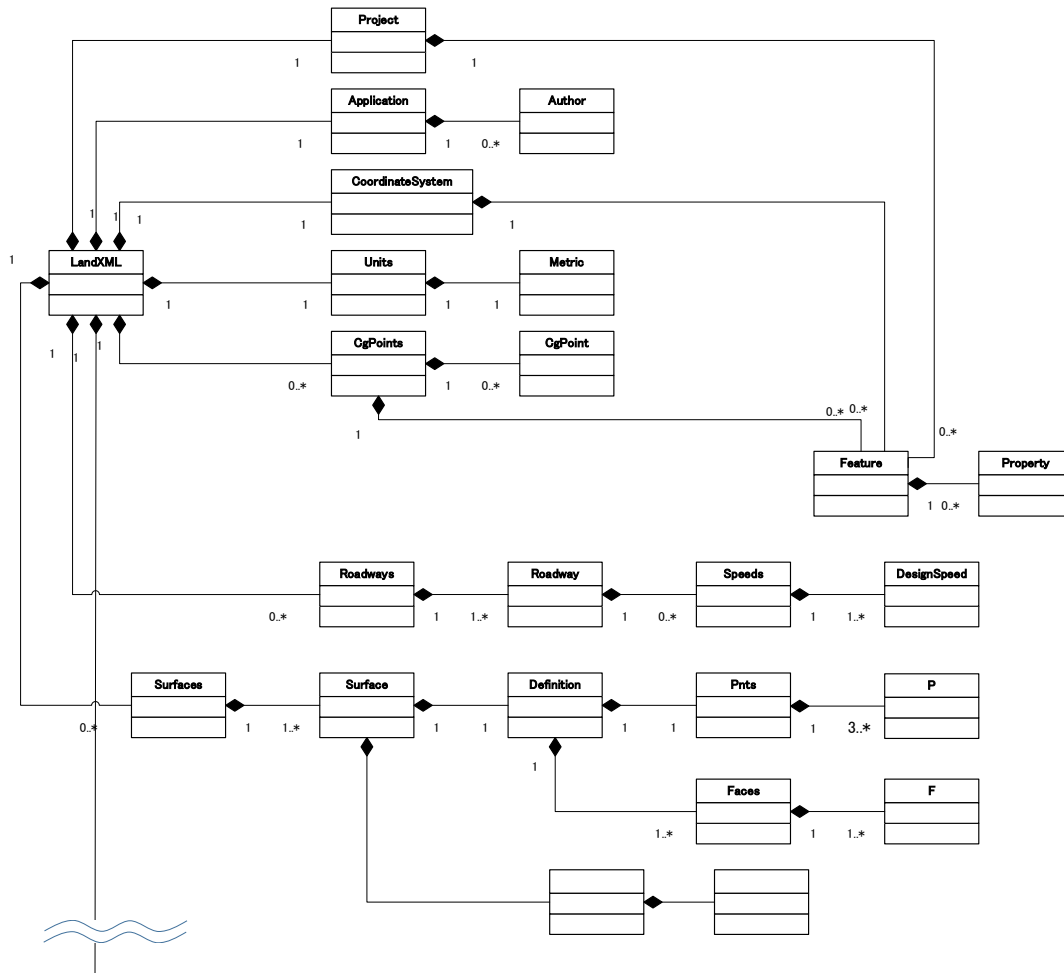 Project
1
1
Application
Author
1
1
0..*
CoordinateSystem
1
1
1
1
1
LandXML
1
Units
Metric
1
1
1
1
CgPoints
CgPoint
1
1
1
0..*
1
0..*
1
0..*
0..*
0..*
Feature
Property
1
0..*
Roadways
Roadway
Speeds
DesignSpeed
0..*
1
1..*
1
0..*
1
1..*
Surfaces
Surface
Definition
Pnts
P
0..*
1
1..*
1
1
1
1
1
3..*
1
Faces
F
1..*
1
1..*